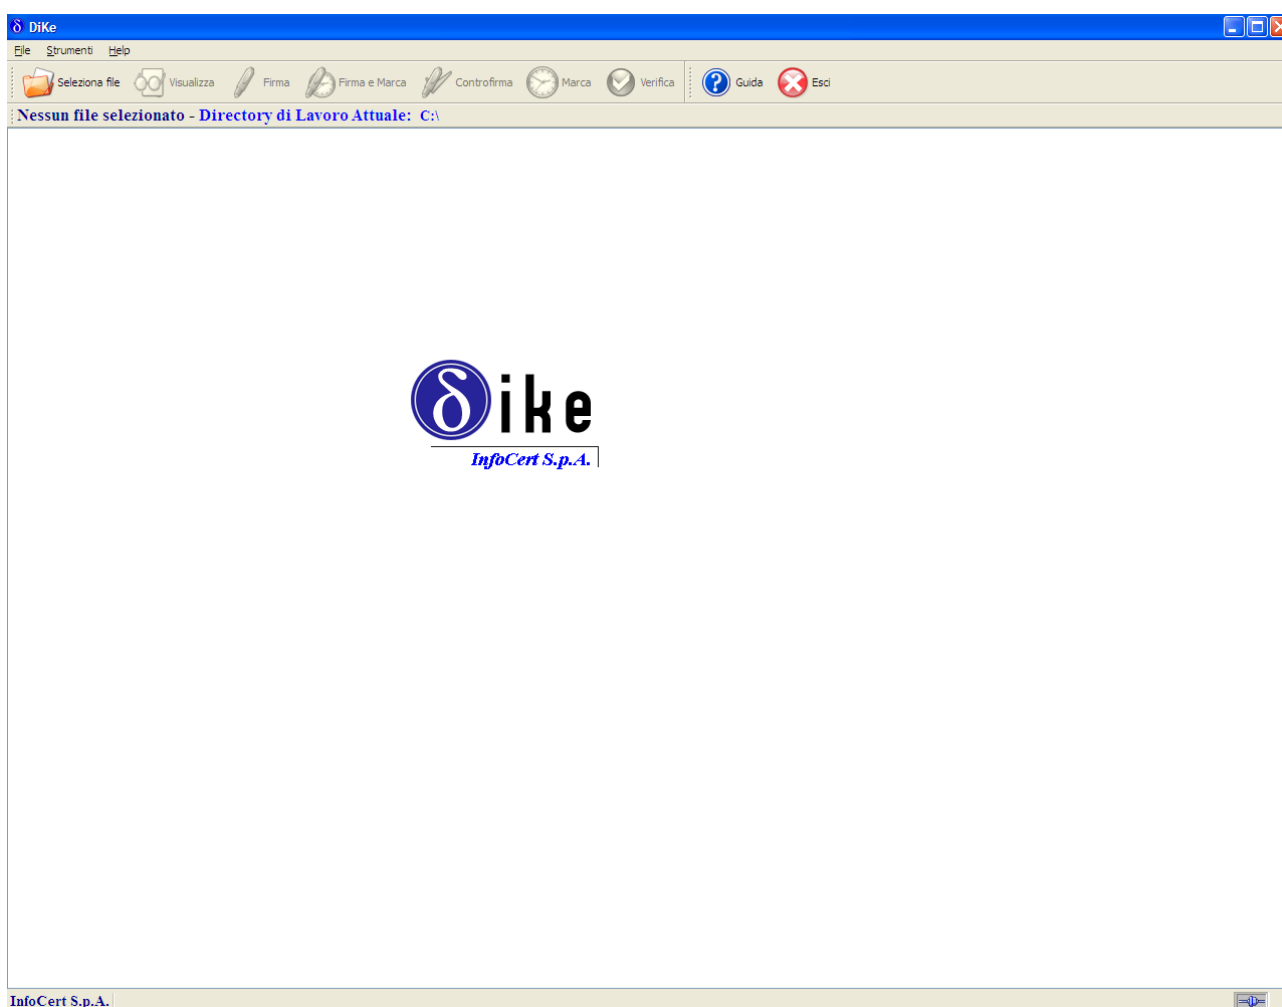 δ DiKe
File Strumenti Help
Seleziona file Visualizza Firma Firma e Marca Controfirma Marca Verifica ? Guida Esci
Nessun file selezionato - Directory di Lavoro Attuale: C:\
δike
InfoCert S.p.A.
InfoCert S.p.A.